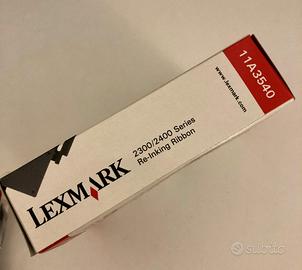 LEXMARK
2300/2400 Series
Re-Inking Ribbon
11A3540
www.lexmark.com
subito